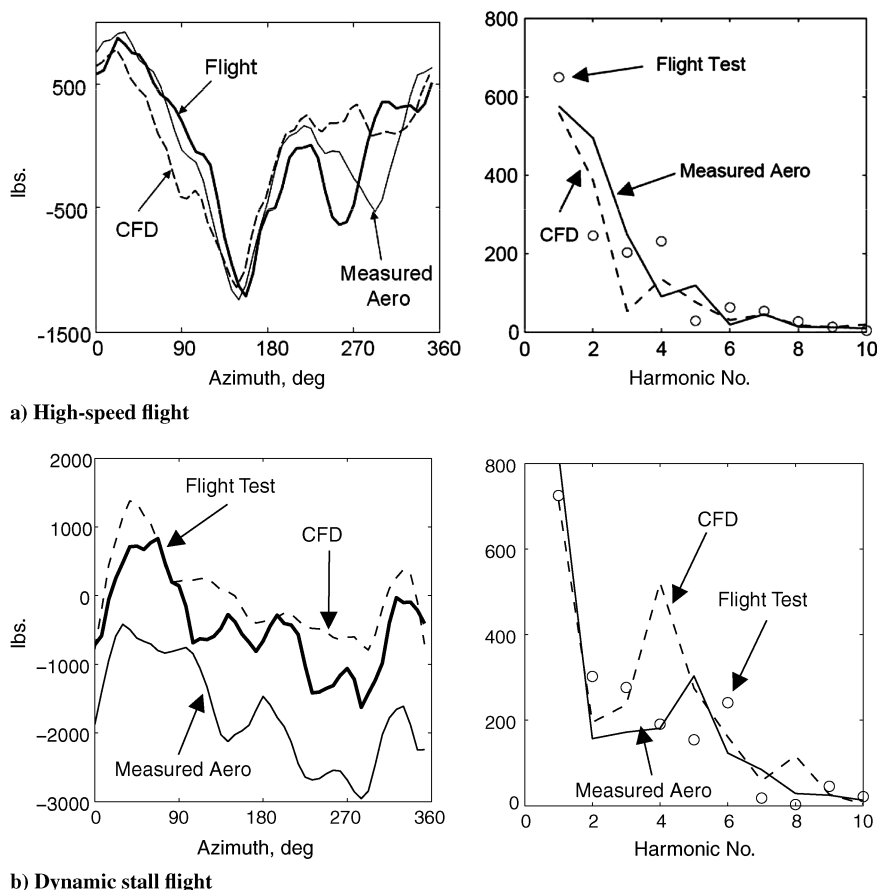 500
-500
-1500
lbs.
0
90
180
270
360
Azimuth, deg
Flight
CFD
Measured
Aero
800
600
400
200
0
2
4
6
8
10
Harmonic No.
Flight Test
Measured Aero
CFD
a) High-speed flight
2000
1000
0
−1000
−2000
−3000
lbs.
0
90
180
270
360
Azimuth, deg
Flight Test
CFD
Measured Aero
800
600
400
200
0
0
2
4
6
8
10
Harmonic No.
CFD
Flight Test
Measured Aero
b) Dynamic stall flight